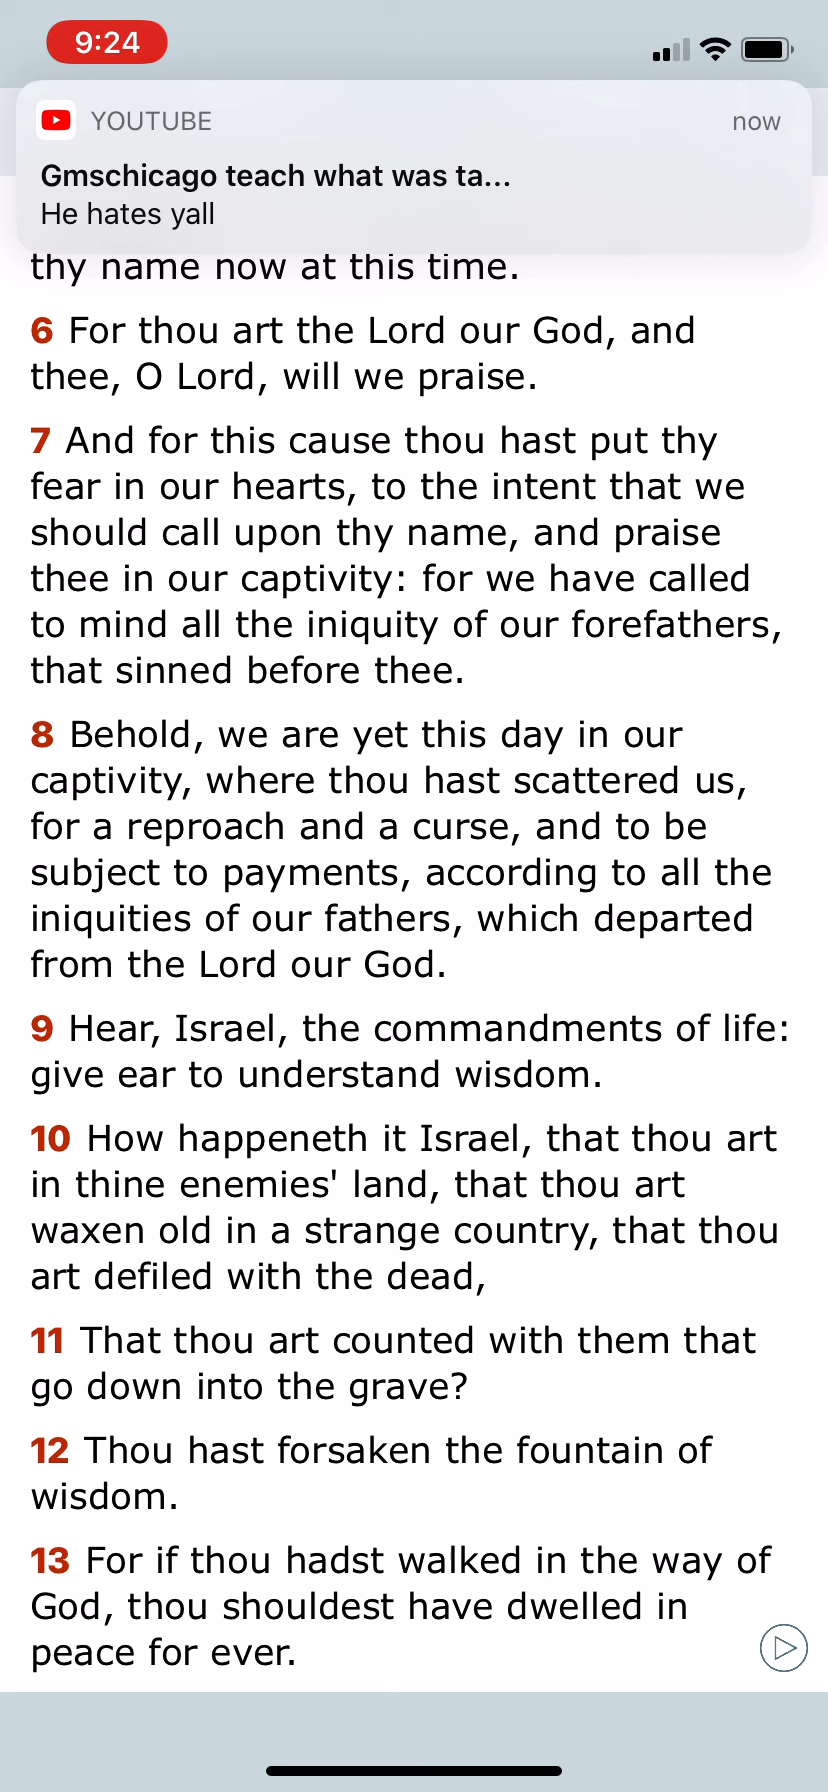 9:24
YOUTUBE now
Gmschicago teach what was ta...
He hates yall
thy name now at this time.
6 For thou art the Lord our God, and
thee, O Lord, will we praise.
7 And for this cause thou hast put thy
fear in our hearts, to the intent that we
should call upon thy name, and praise
thee in our captivity: for we have called
to mind all the iniquity of our forefathers,
that sinned before thee.
8 Behold, we are yet this day in our
captivity, where thou hast scattered us,
for a reproach and a curse, and to be
subject to payments, according to all the
iniquities of our fathers, which departed
from the Lord our God.
9 Hear, Israel, the commandments of life:
give ear to understand wisdom.
10 How happeneth it Israel, that thou art
in thine enemies' land, that thou art
waxen old in a strange country, that thou
art defiled with the dead,
11 That thou art counted with them that
go down into the grave?
12 Thou hast forsaken the fountain of
wisdom.
13 For if thou hadst walked in the way of
God, thou shouldest have dwelled in
peace for ever.